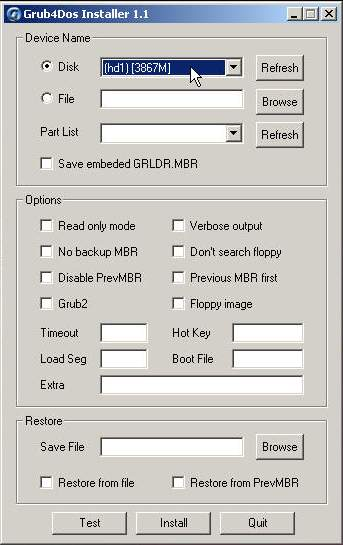 Grub4Dos Installer 1.1
Device Name
Disk (hd1) [3867M] Refresh
File Browse
Part List Refresh
Save embeded GRLDR.MBR
Options
Read only mode Verbose output
No backup MBR Don't search floppy
Disable PrevMBR Previous MBR first
Grub2 Floppy image
Timeout Hot Key
Load Seg Boot File
Extra
Restore
Save File Browse
Restore from file Restore from PrevMBR
Test Install Quit